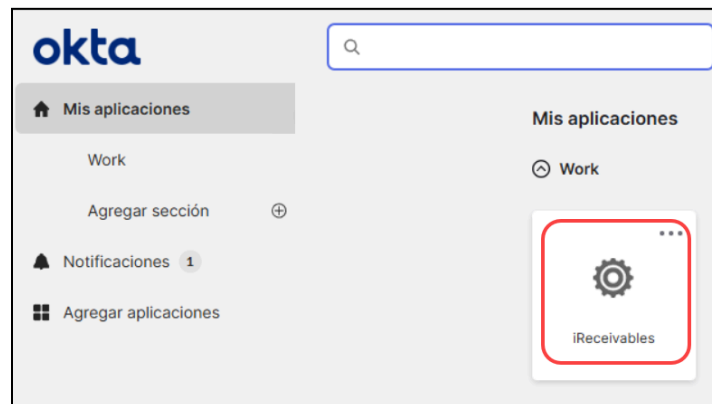 okta
Mis aplicaciones
Work
Agregar sección
Notificaciones 1
Agregar aplicaciones
Mis aplicaciones
Work
iReceivables